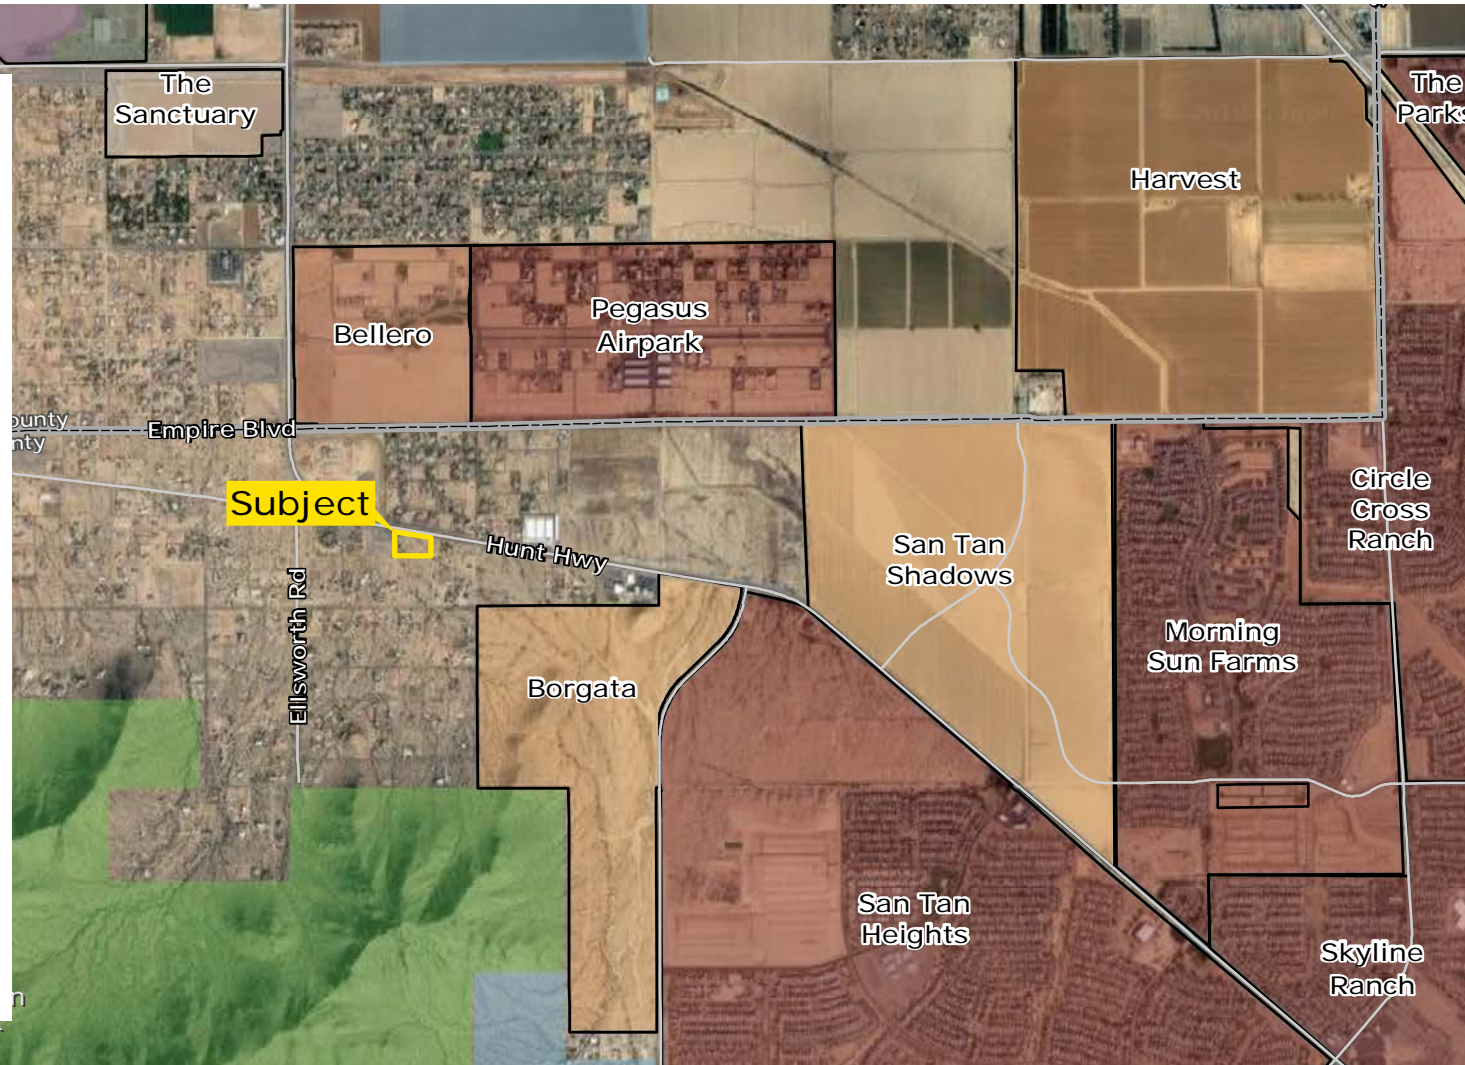 The
Sanctuary
The
Parks
Harvest
Pegasus
Airpark
Bellero
Empire Blvd
Subject
Hunt Hwy
Ellsworth Rd
San Tan
Shadows
Circle
Cross
Ranch
Morning
Sun Farms
Borgata
San Tan
Heights
Skyline
Ranch